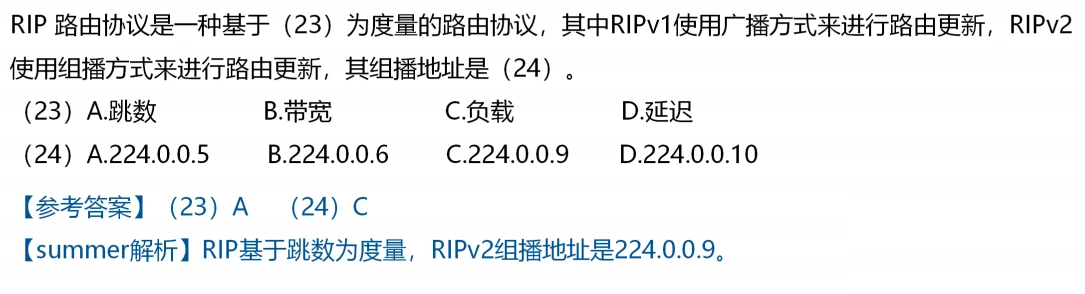 RIP 路由协议是一种基于（23）为度量的路由协议，其中RIPv1使用广播方式来进行路由更新，RIPv2
使用组播方式来进行路由更新，其组播地址是（24）。
（23）A.跳数 B.带宽 C.负载 D.延迟
（24）A.224.0.0.5 B.224.0.0.6 C.224.0.0.9 D.224.0.0.10
【参考答案】（23）A （24）C
【summer解析】RIP基于跳数为度量，RIPv2组播地址是224.0.0.9。